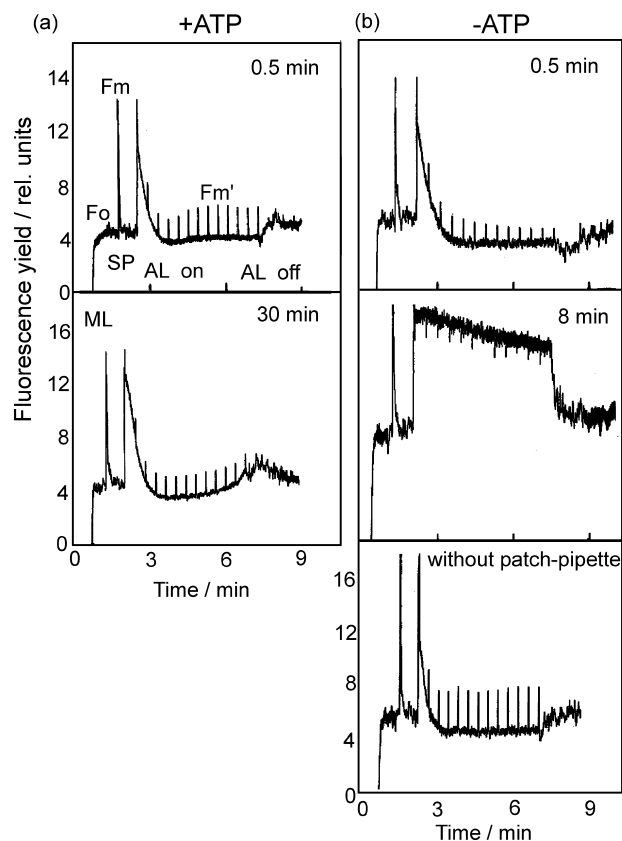 (a)
+ATP
(b)
-ATP
Fluorescence yield / rel. units
14
12
8
6
4
0
Fm
0.5 min
Fo
Fm'
SP
AL on
AL off
0.5 min
16
12
8
4
0
ML
30 min
0 3 6 9
Time / min
8 min
16
12
8
4
0
without patch-pipette
0 3 6 9
Time / min